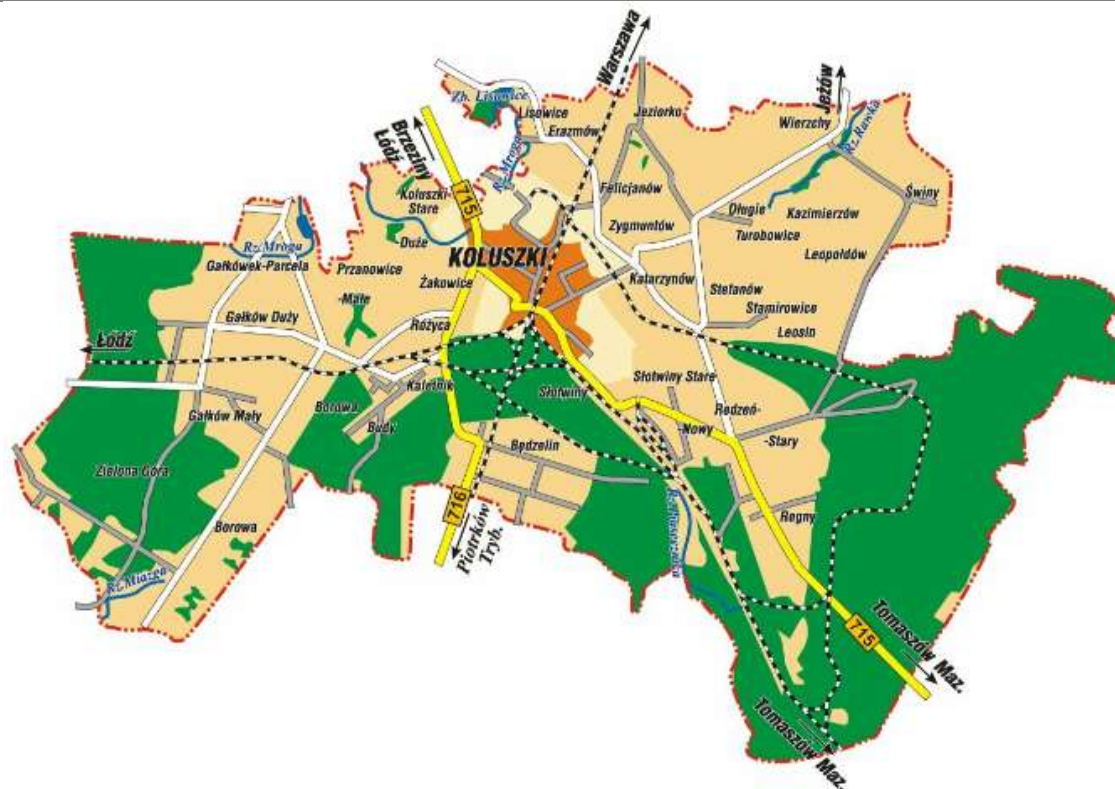 Warszawa
Jeżów
Zb. Lisowice
Lisowice
Jeziorko
Wierzchy
Rz. Rawka
Erazmów
Brzeziny
Łódź
Rz. Mroga
715
Koluszki-
Stare
Felicjanów
Świny
Długie
Kazimierzów
Zygmuntów
Turobowice
Duże
Rz. Mroga
Gałkówek-Parcela
KOLUSZKI
Leopoldów
Przanowice
Żakowice
Katarzynów
Stefanów
-Małe
Stamirowice
Gałków Duży
Różyca
Leosin
Łódź
Słotwiny Stare
Kaletnik
Słotwiny
Borowa
Redzeń-
Gałków Mały
Budy
-Nowy
-Stary
Będzelin
Zielona Góra
716
Regny
Borowa
Piotrków
Tryb.
Rz. Miazga
715
Tomaszów Maz.
Tomaszów Maz.